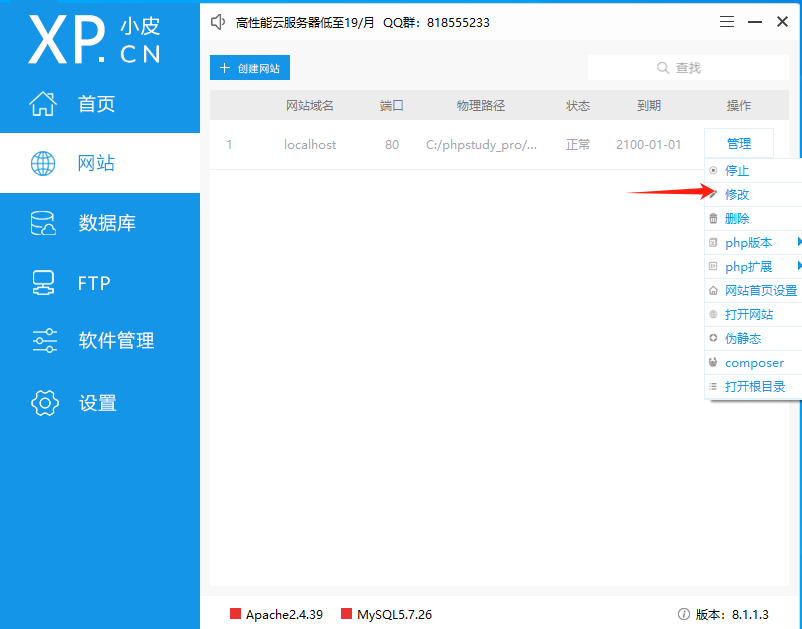 XP.CN 小皮
高性能云服务器低至19/月 QQ群：818555233
首页
网站
数据库
FTP
软件管理
设置
创建网站
查找
网站域名 端口 物理路径 状态 到期 操作
1 localhost 80 C:/phpstudy_pro/... 正常 2100-01-01 管理
停止
修改
删除
php版本
php扩展
网站首页设置
打开网站
伪静态
composer
打开根目录
Apache2.4.39 MySQL5.7.26 版本：8.1.1.3